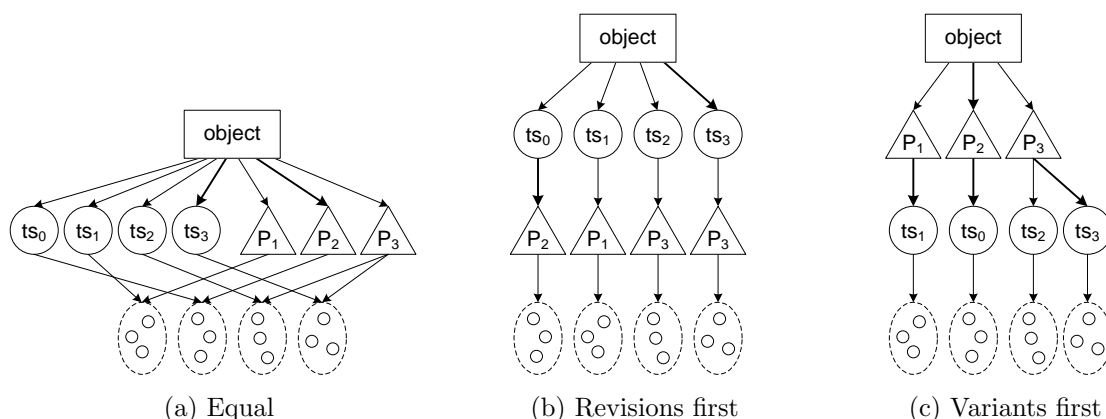 object
object
ts₀ ts₁ ts₂ ts₃
P₂ P₁ P₃ P₃
object
P₁ P₂ P₃
ts₁ ts₀ ts₂ ts₃
object
ts₀ ts₁ ts₂ ts₃ P₁ P₂ P₃
(a) Equal
(b) Revisions first
(c) Variants first